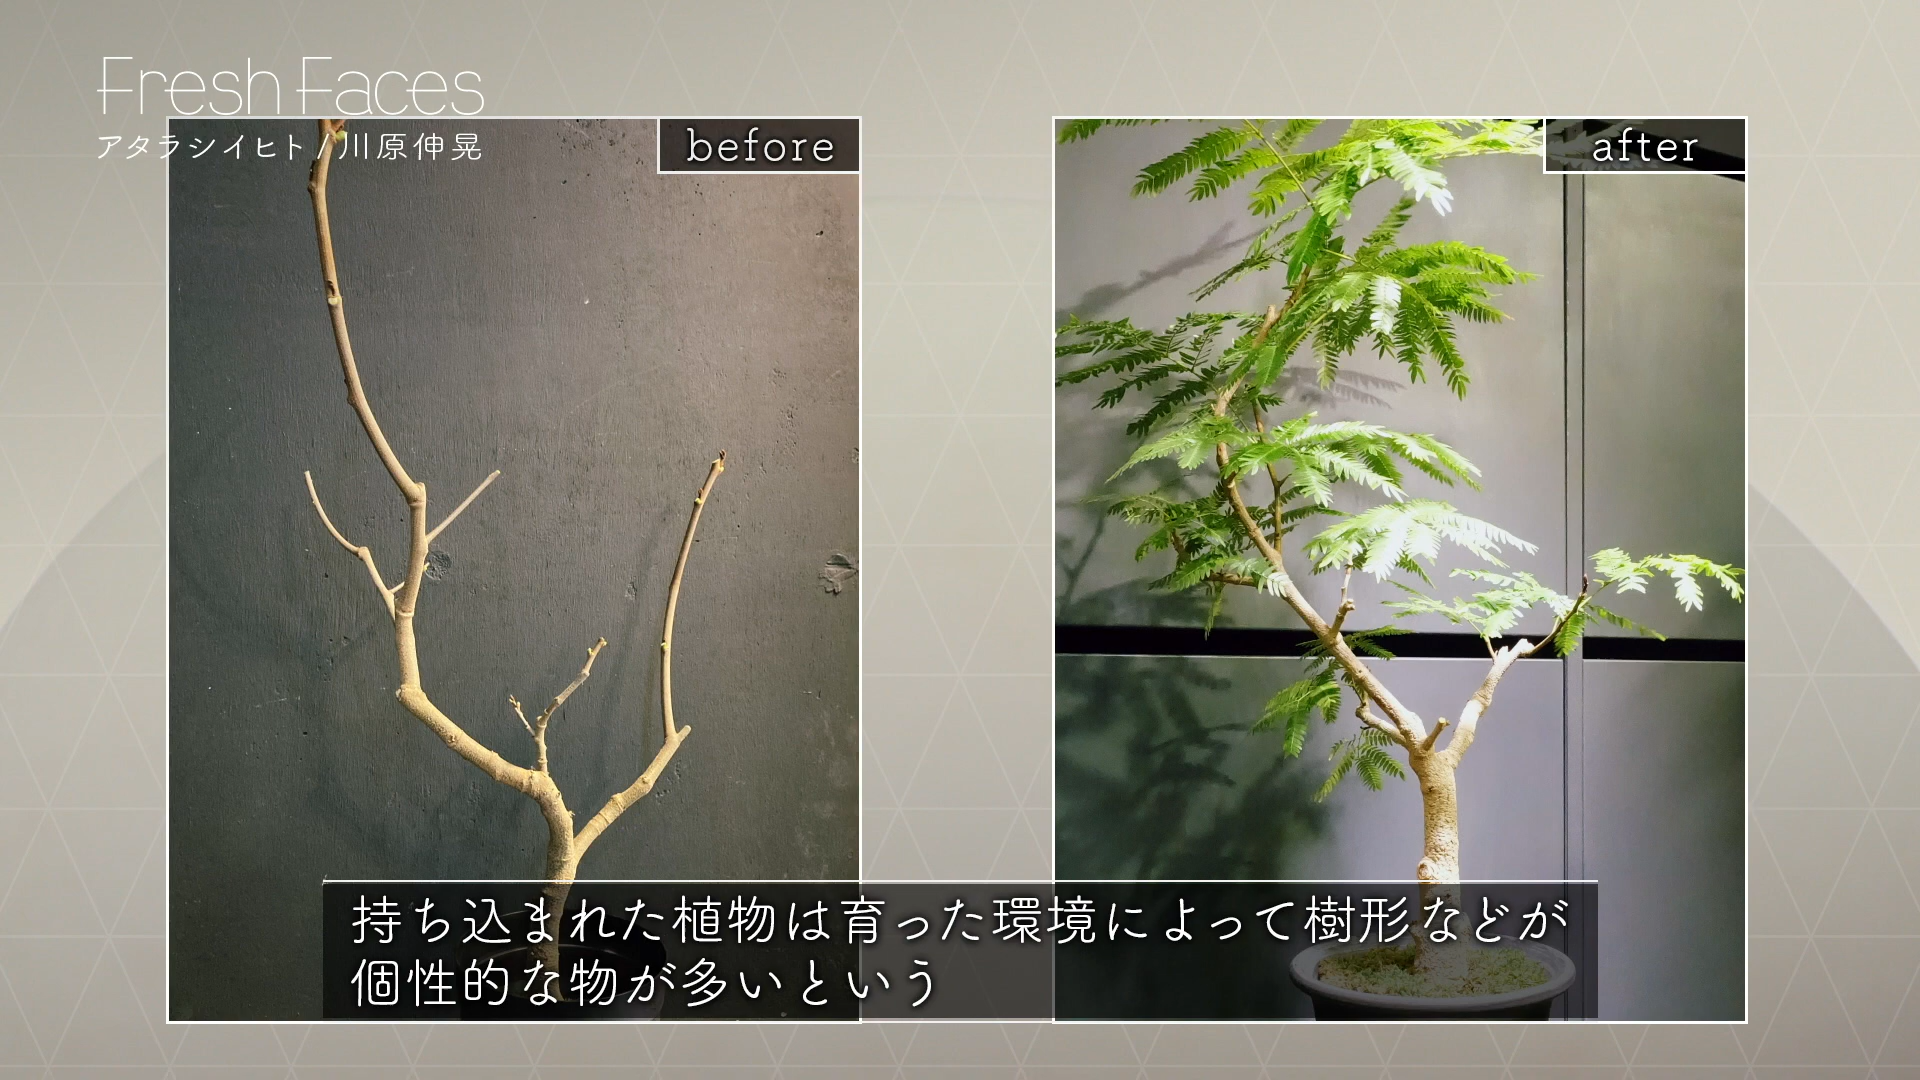 Fresh Faces
アタラシイヒト / 川原伸晃
before
after
持ち込まれた植物は育った環境によって樹形などが
個性的な物が多いという